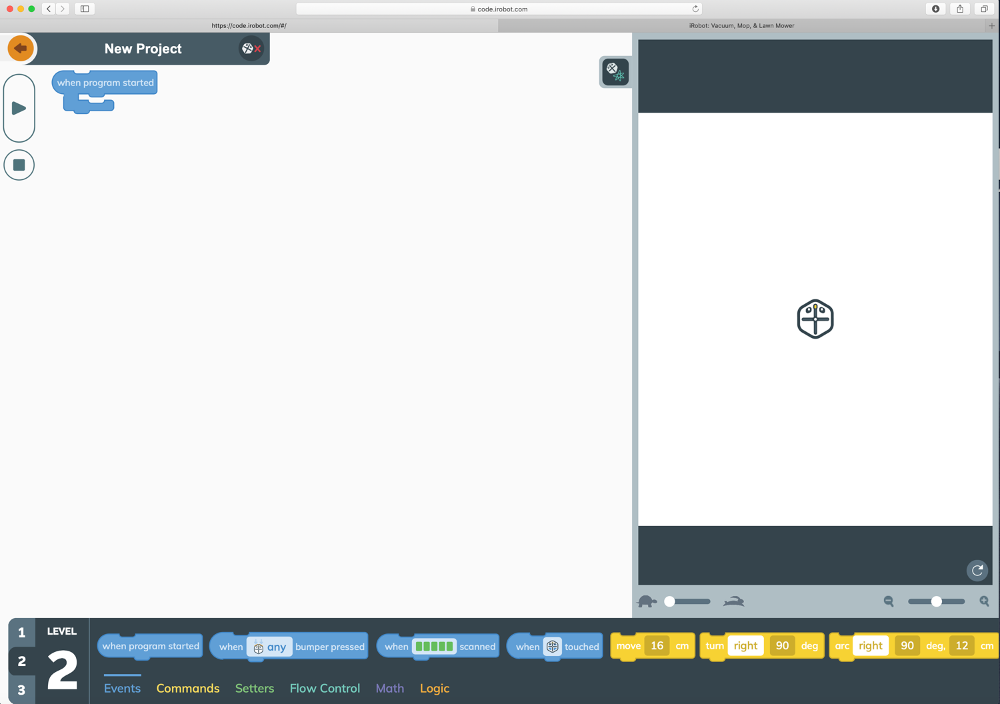 code.irobot.com
https://code.irobot.com/#/
iRobot: Vacuum, Mop, & Lawn Mower
New Project
when program started
1
2
3
LEVEL
2
when program started
when any bumper pressed
when scanned
when touched
move 16 cm
turn right 90 deg
arc right 90 deg, 12 cm
Events Commands Setters Flow Control Math Logic